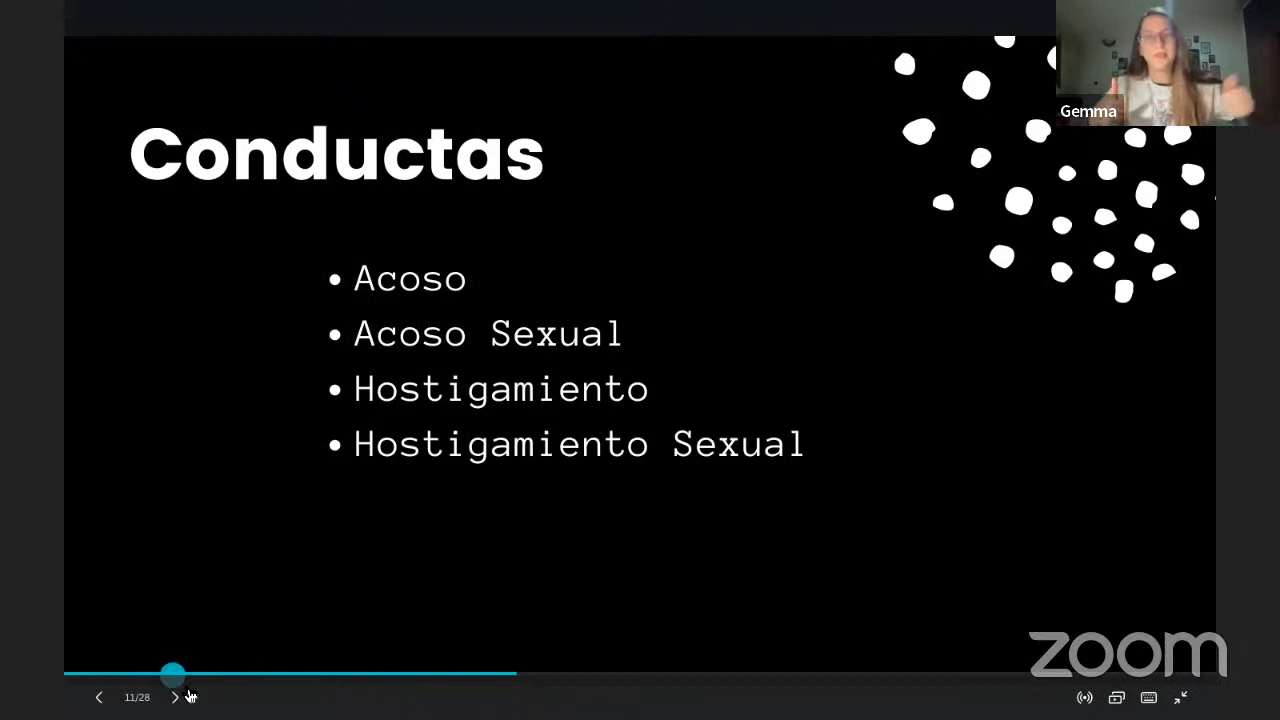 Gemma
Conductas
• Acoso
• Acoso Sexual
• Hostigamiento
• Hostigamiento Sexual
zoom
11/28